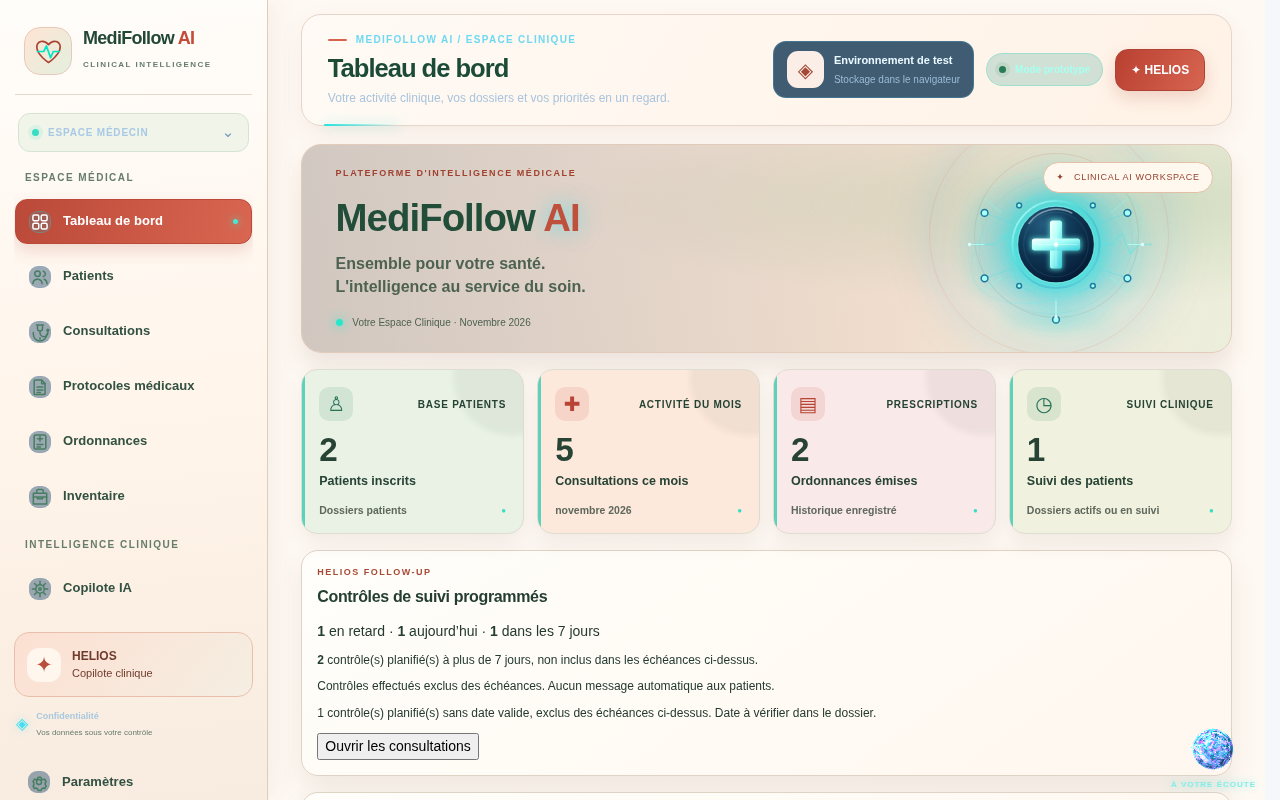 MediFollow AI
CLINICAL INTELLIGENCE
ESPACE MÉDECIN
ESPACE MÉDICAL
Tableau de bord
Patients
Consultations
Protocoles médicaux
Ordonnances
Inventaire
INTELLIGENCE CLINIQUE
Copilote IA
HELIOS
Copilote clinique
Confidentialité
Vos données sous votre contrôle
Paramètres
MEDIFOLLOW AI / ESPACE CLINIQUE
Tableau de bord
Votre activité clinique, vos dossiers et vos priorités en un regard.
Environnement de test
Stockage dans le navigateur
Mode prototype
✦ HELIOS
PLATEFORME D'INTELLIGENCE MÉDICALE
MediFollow AI
Ensemble pour votre santé.
L'intelligence au service du soin.
Votre Espace Clinique · Novembre 2026
✦ CLINICAL AI WORKSPACE
BASE PATIENTS
2
Patients inscrits
Dossiers patients
ACTIVITÉ DU MOIS
5
Consultations ce mois
novembre 2026
PRESCRIPTIONS
2
Ordonnances émises
Historique enregistré
SUIVI CLINIQUE
1
Suivi des patients
Dossiers actifs ou en suivi
HELIOS FOLLOW-UP
Contrôles de suivi programmés
1 en retard · 1 aujourd’hui · 1 dans les 7 jours
2 contrôle(s) planifié(s) à plus de 7 jours, non inclus dans les échéances ci-dessus.
Contrôles effectués exclus des échéances. Aucun message automatique aux patients.
1 contrôle(s) planifié(s) sans date valide, exclus des échéances ci-dessus. Date à vérifier dans le dossier.
Ouvrir les consultations
À VOTRE ÉCOUTE